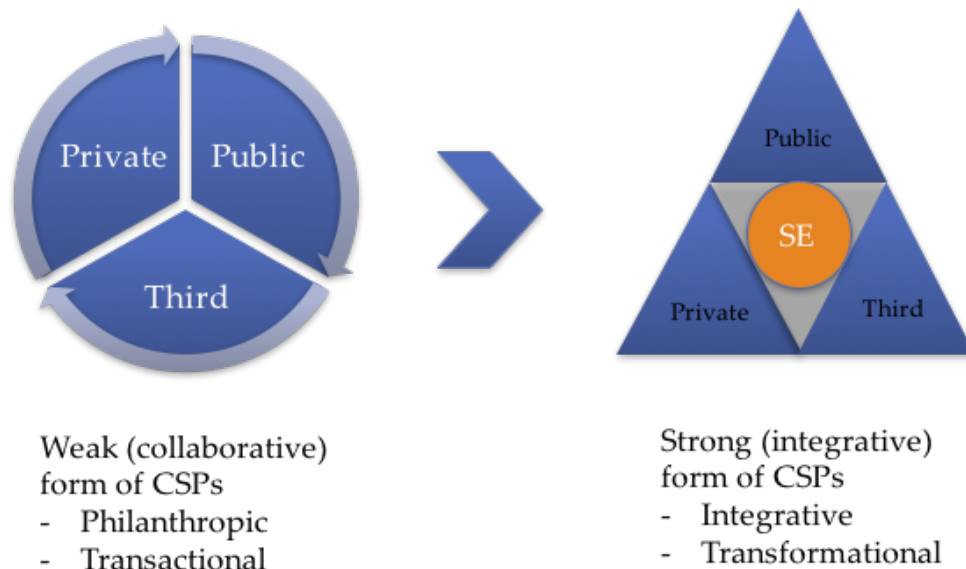 Private
Public
Third
Public
SE
Private
Third
Weak (collaborative)
form of CSPs
- Philanthropic
- Transactional
Strong (integrative)
form of CSPs
- Integrative
- Transformational